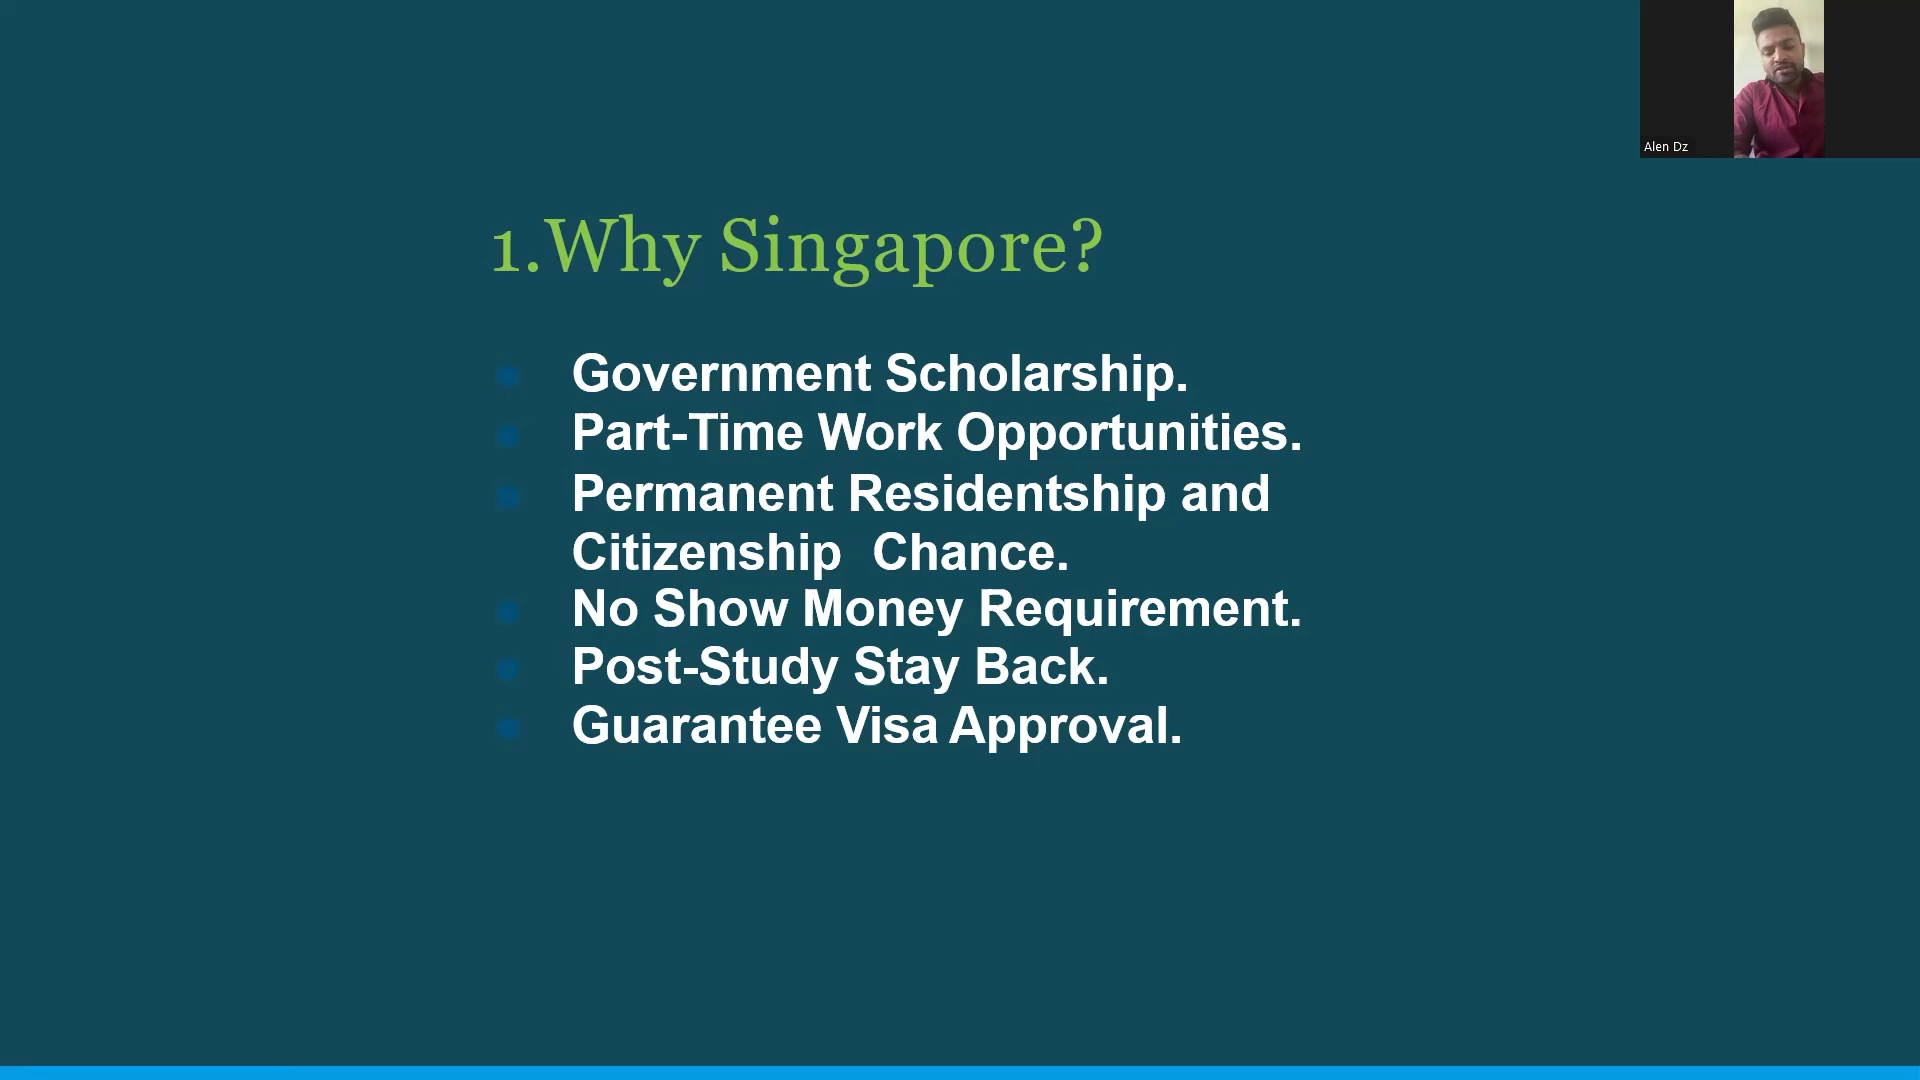 Alen Dz
1.Why Singapore?
Government Scholarship.
Part-Time Work Opportunities.
Permanent Residentship and
Citizenship Chance.
No Show Money Requirement.
Post-Study Stay Back.
Guarantee Visa Approval.